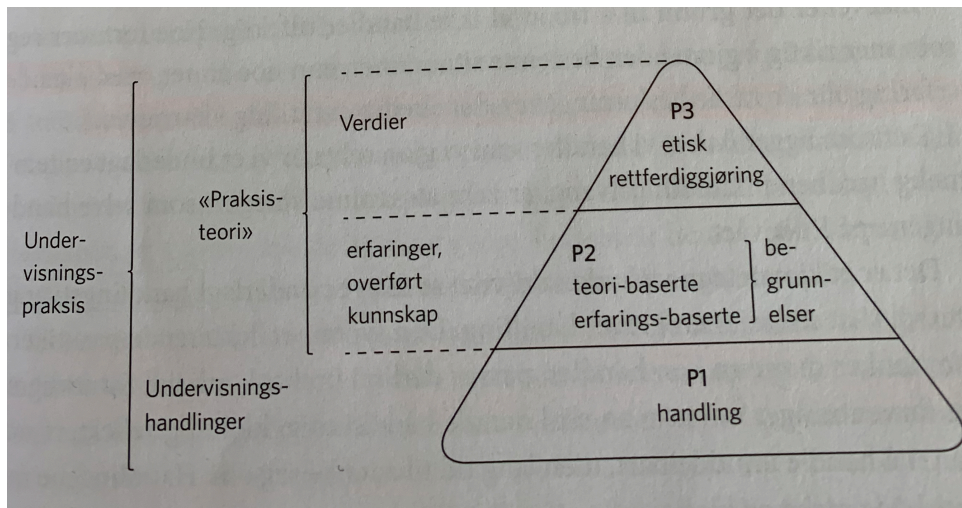 Under-
visnings-
praksis
«Praksis-
teori»
Undervisnings-
handlinger
Verdier
erfaringer,
overført
kunnskap
P3
etisk
rettferdiggjøring
P2
teori-baserte
erfarings-baserte
be-
grunn-
elser
P1
handling